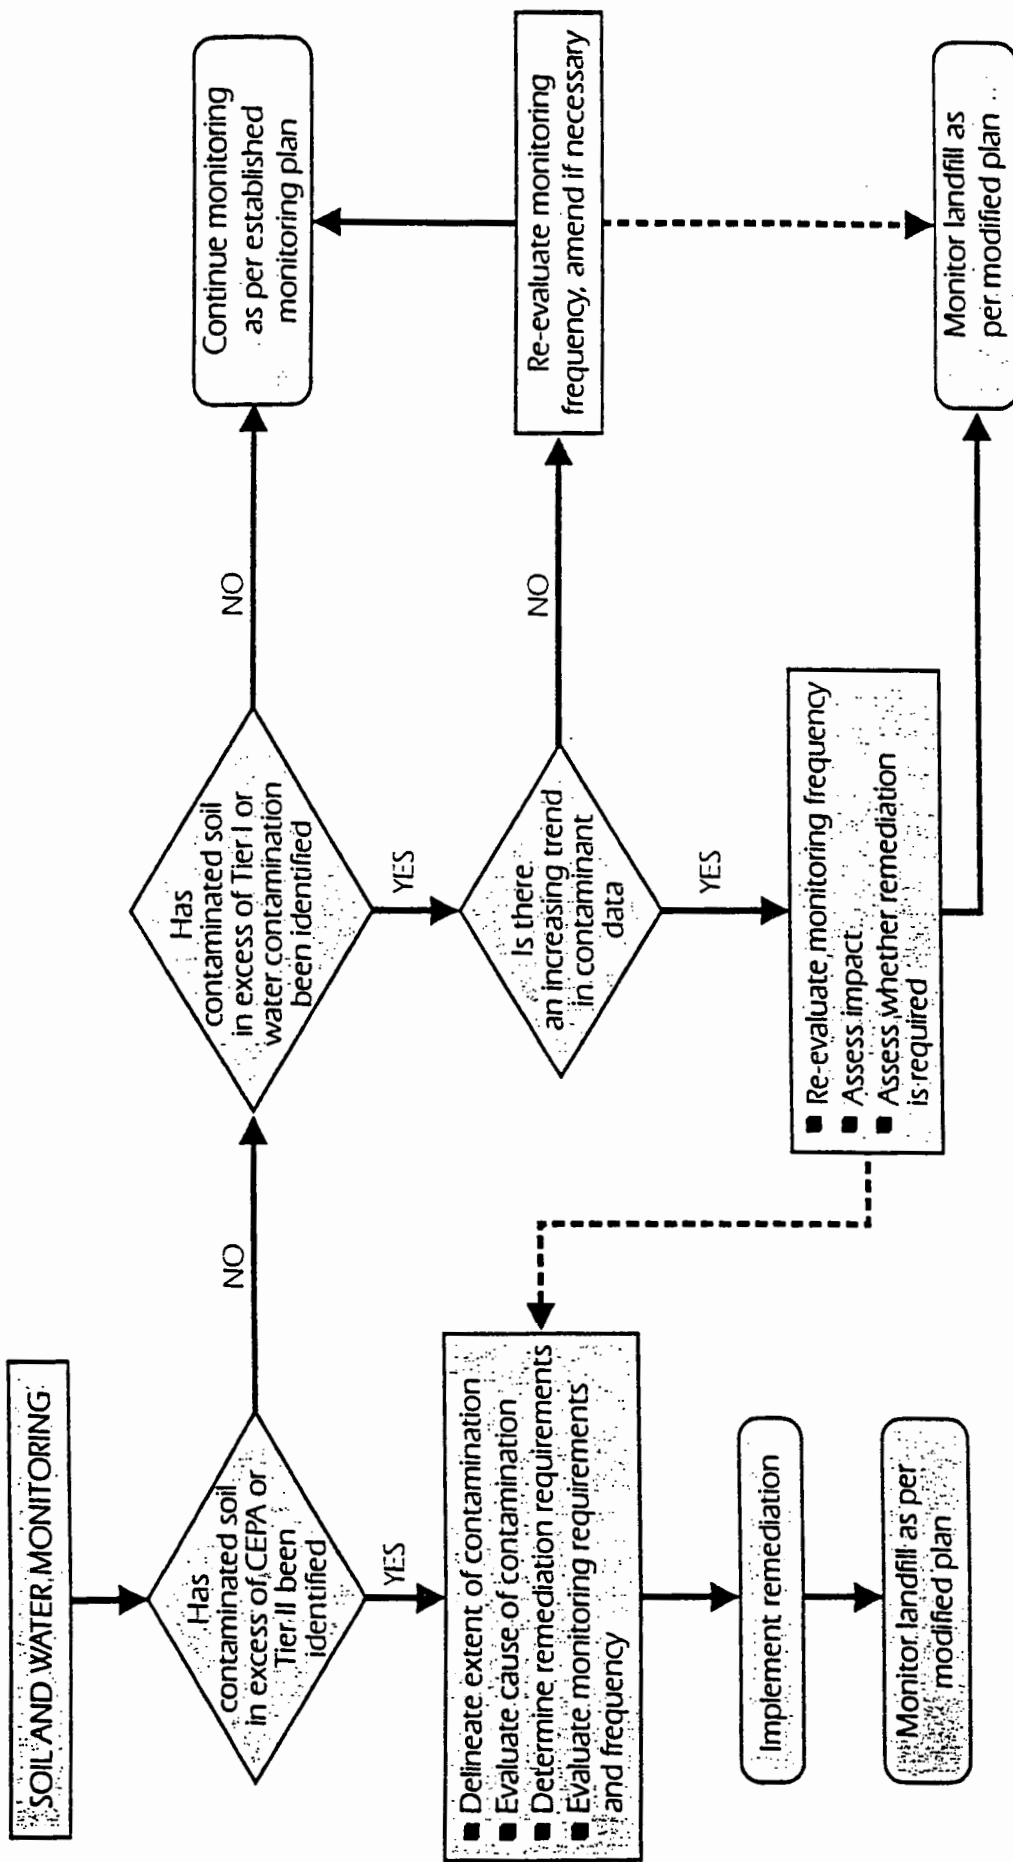 SOIL AND WATER MONITORING
Has
contaminated soil
in excess of CEPA or
Tier II been
identified
NO
YES
Has
contaminated soil
in excess of Tier I or
water contamination
been identified
NO
YES
Continue monitoring
as per established
monitoring plan
■ Delineate extent of contamination
■ Evaluate cause of contamination
■ Determine remediation requirements
■ Evaluate monitoring requirements
and frequency
Is there
an increasing trend
in contaminant
data
NO
YES
Re-evaluate monitoring
frequency, amend if necessary
Implement remediation
■ Re-evaluate monitoring frequency
■ Assess impact
■ Assess whether remediation
is required
Monitor landfill as per
modified plan
Monitor landfill as
per modified plan